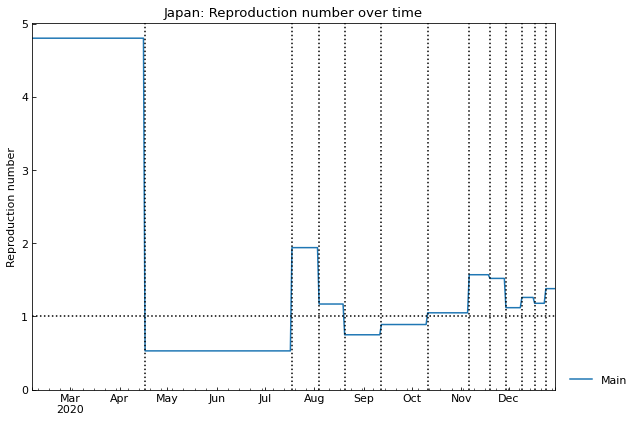 Japan: Reproduction number over time
Reproduction number
5
4
3
2
1
0
Mar Apr May Jun Jul Aug Sep Oct Nov Dec
2020
Main